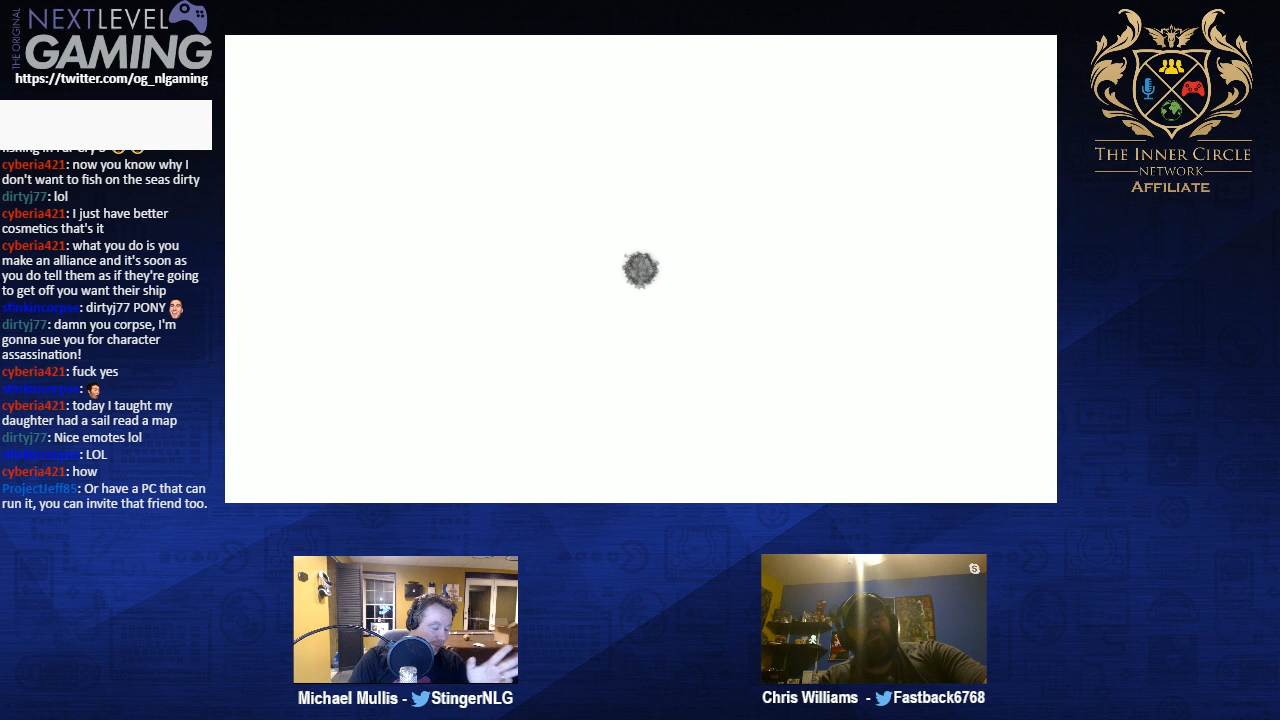 THE ORIGINAL
NEXTLEVEL
GAMING
https://twitter.com/og_nlgaming
cyberia421: now you know why I
don't want to fish on the seas dirty
dirtyj77: lol
cyberia421: I just have better
cosmetics that's it
cyberia421: what you do is you
make an alliance and it's soon as
you do tell them as if they're going
to get off you want their ship
stinkincorpse: dirtyj77 PONY
dirtyj77: damn you corpse, I'm
gonna sue you for character
assassination!
cyberia421: fuck yes
stinkincorpse:
cyberia421: today I taught my
daughter had a sail read a map
dirtyj77: Nice emotes lol
stinkincorpse: LOL
cyberia421: how
ProjectJeff85: Or have a PC that can
run it, you can invite that friend too.
THE INNER CIRCLE
NETWORK
AFFILIATE
Michael Mullis - StingerNLG
Chris Williams - Fastback6768